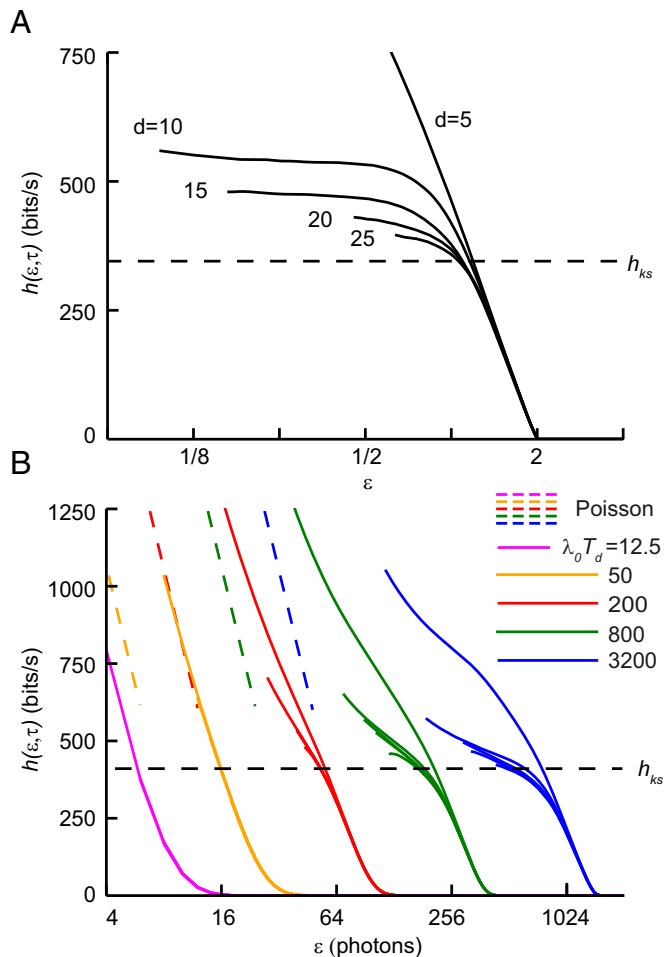 A
750
500
250
0
h(ε,τ) (bits/s)
d=5
d=10
15
20
25
h_ks
1/8
1/2
2
ε
B
1250
1000
750
500
250
0
h(ε,τ) (bits/s)
Poisson
λ₀T_d=12.5
50
200
800
3200
h_ks
4
16
64
256
1024
ε (photons)